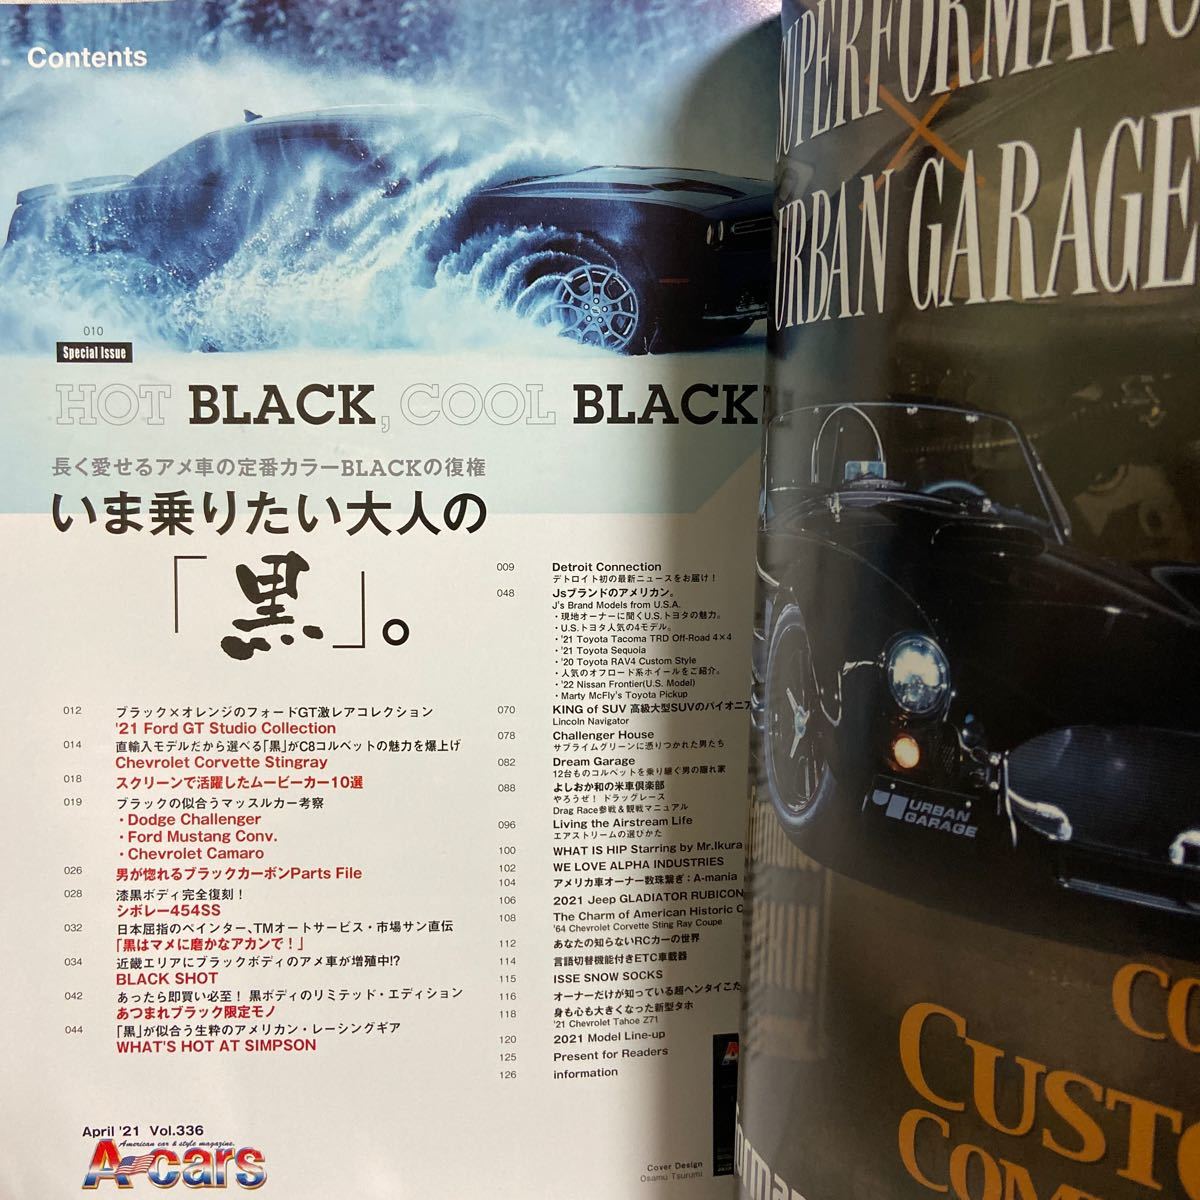 Contents
010
Special Issue
HOT BLACK, COOL BLACK
長く愛せるアメ車の定番カラーBLACKの復権
いま乗りたい大人の
「黒」。
012 ブラック×オレンジのフォードGT激レアコレクション
'21 Ford GT Studio Collection
014 直輸入モデルだから選べる「黒」がC8コルベットの魅力を爆上げ
Chevrolet Corvette Stingray
018 スクリーンで活躍したムービーカー10選
019 ブラックの似合うマッスルカー考察
・Dodge Challenger
・Ford Mustang Conv.
・Chevrolet Camaro
026 男が惚れるブラックカーボンParts File
028 漆黒ボディ完全復刻！
シボレー454SS
032 日本屈指のペインター、TMオートサービス・市場サン直伝
「黒はマメに磨かなアカンで！」
034 近畿エリアにブラックボディのアメ車が増殖中!?
BLACK SHOT
042 あったら即買い必至！ 黒ボディのリミテッド・エディション
あつまれブラック限定モノ
044 「黒」が似合う生粋のアメリカン・レーシングギア
WHAT'S HOT AT SIMPSON
009 Detroit Connection
デトロイト初の最新ニュースをお届け！
048 Jsブランドのアメリカン。
J's Brand Models from U.S.A.
・現地オーナーに聞くU.S.トヨタの魅力。
・U.S.トヨタ人気の4モデル。
・'21 Toyota Tacoma TRD Off-Road 4×4
・'21 Toyota Sequoia
・'20 Toyota RAV4 Custom Style
・人気のオフロード系ホイールをご紹介。
・'22 Nissan Frontier(U.S. Model)
・Marty McFly's Toyota Pickup
070 KING of SUV 高級大型SUVのパイオニア
Lincoln Navigator
078 Challenger House
サブライムグリーンに憑りつかれた男たち
082 Dream Garage
12台ものコルベットを乗り継ぐ男の隠れ家
088 よしおか和の米車倶楽部
やろうぜ！ ドラッグレース
Drag Race参戦＆観戦マニュアル
096 Living the Airstream Life
エアストリームの選びかた
100 WHAT IS HIP Starring by Mr.Ikura
102 WE LOVE ALPHA INDUSTRIES
104 アメリカ車オーナー数珠繋ぎ：A-mania
106 2021 Jeep GLADIATOR RUBICON
108 The Charm of American Historic C
'64 Chevrolet Corvette Sting Ray Coupe
112 あなたの知らないRCカーの世界
114 言語切替機能付きETC車載器
115 ISSE SNOW SOCKS
116 オーナーだけが知っている超ヘンタイこだ
118 身も心も大きくなった新型タホ
'21 Chevrolet Tahoe Z71
120 2021 Model Line-up
125 Present for Readers
126 information
April '21 Vol.336
American car & style magazine.
A-cars
Cover Design
Osamu Tsurumi
SUPERFORMANC
×
URBAN GARAGE
URBAN
GARAGE
CO
CUSTO
COM